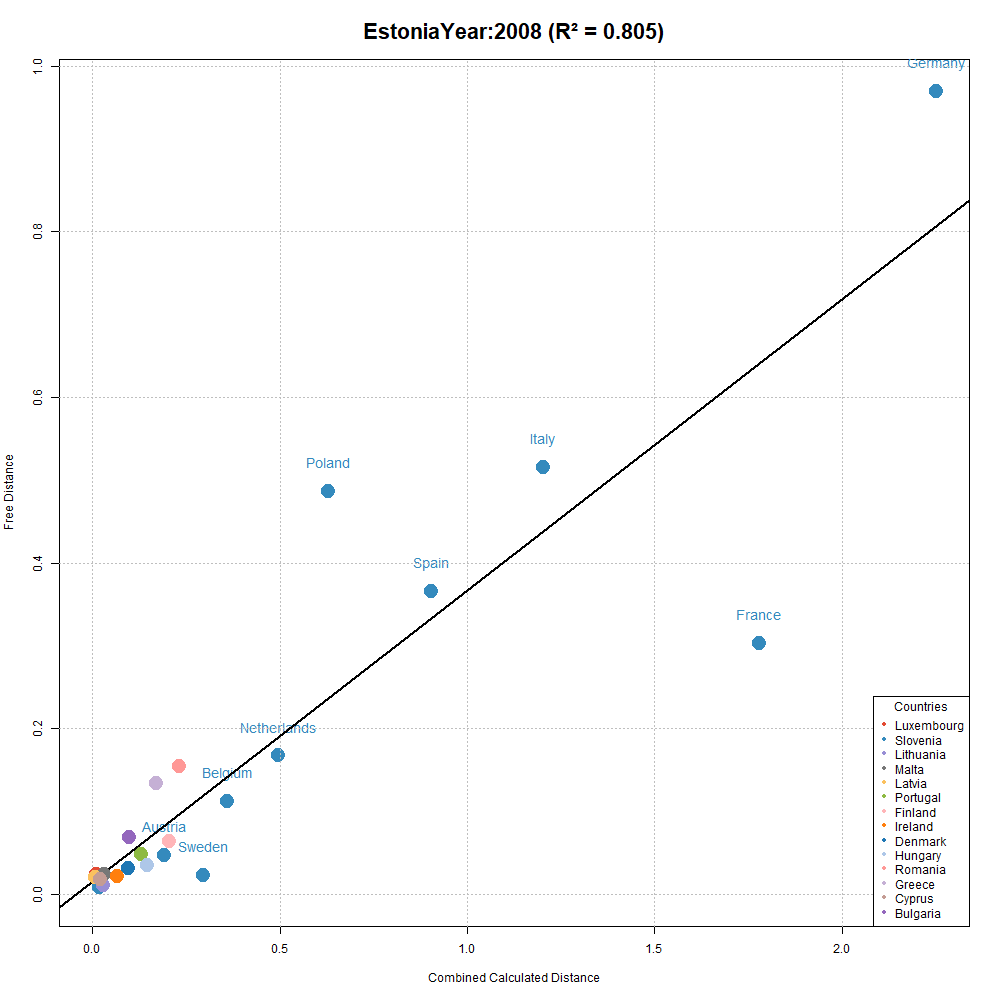 EstoniaYear:2008 (R² = 0.805)
Germany
Italy
Poland
Spain
France
Netherlands
Belgium
Austria
Sweden
Free Distance
1.0
0.8
0.6
0.4
0.2
0.0
0.0 0.5 1.0 1.5 2.0
Combined Calculated Distance
Countries
Luxembourg
Slovenia
Lithuania
Malta
Latvia
Portugal
Finland
Ireland
Denmark
Hungary
Romania
Greece
Cyprus
Bulgaria